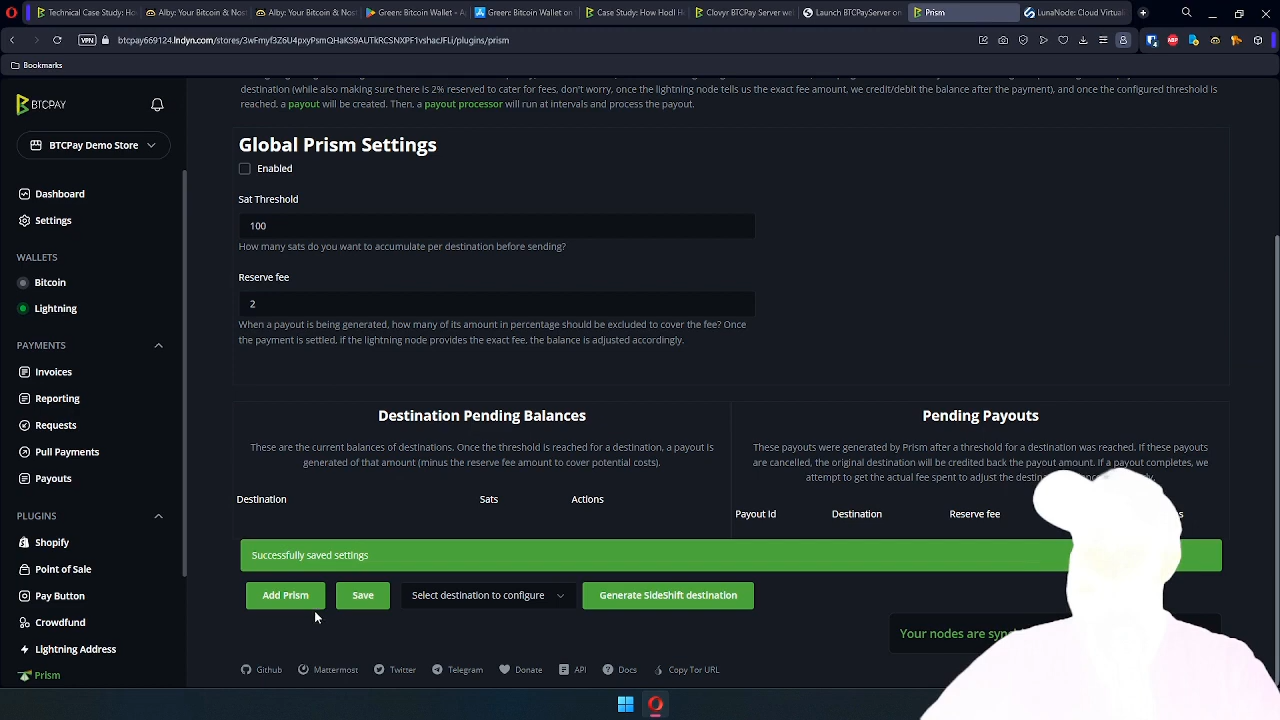 Technical Case Study: Ho
Alby: Your Bitcoin & Nost
Alby: Your Bitcoin & Nost
Green: Bitcoin Wallet - A
Green: Bitcoin Wallet on
Case Study: How Hodl H
Clovyr BTCPay Server we
Launch BTCPayServer on
Prism
LunaNode: Cloud Virtual
VPN
btcpay669124.lndyn.com/stores/3wFmyf3Z6U4pxyPsmQHaKS9AUTkRCSNXPF1vshacJFLi/plugins/prism
Bookmarks
BTCPAY
BTCPay Demo Store
Dashboard
Settings
WALLETS
Bitcoin
Lightning
PAYMENTS
Invoices
Reporting
Requests
Pull Payments
Payouts
PLUGINS
Shopify
Point of Sale
Pay Button
Crowdfund
Lightning Address
Prism
destination (while also making sure there is 2% reserved to cater for fees, don't worry, once the lightning node tells us the exact fee amount, we credit/debit the balance after the payment), and once the configured threshold is
reached, a payout will be created. Then, a payout processor will run at intervals and process the payout.
Global Prism Settings
Enabled
Sat Threshold
100
How many sats do you want to accumulate per destination before sending?
Reserve fee
2
When a payout is being generated, how many of its amount in percentage should be excluded to cover the fee? Once
the payment is settled, if the lightning node provides the exact fee, the balance is adjusted accordingly.
Destination Pending Balances
These are the current balances of destinations. Once the threshold is reached for a destination, a payout is
generated of that amount (minus the reserve fee amount to cover potential costs).
Destination Sats Actions
Pending Payouts
These payouts were generated by Prism after a threshold for a destination was reached. If these payouts
are cancelled, the original destination will be credited back the payout amount. If a payout completes, we
attempt to get the actual fee spent to adjust the
Payout Id Destination Reserve fee
Successfully saved settings
Add Prism
Save
Select destination to configure
Generate SideShift destination
Your nodes are
Github
Mattermost
Twitter
Telegram
Donate
API
Docs
Copy Tor URL